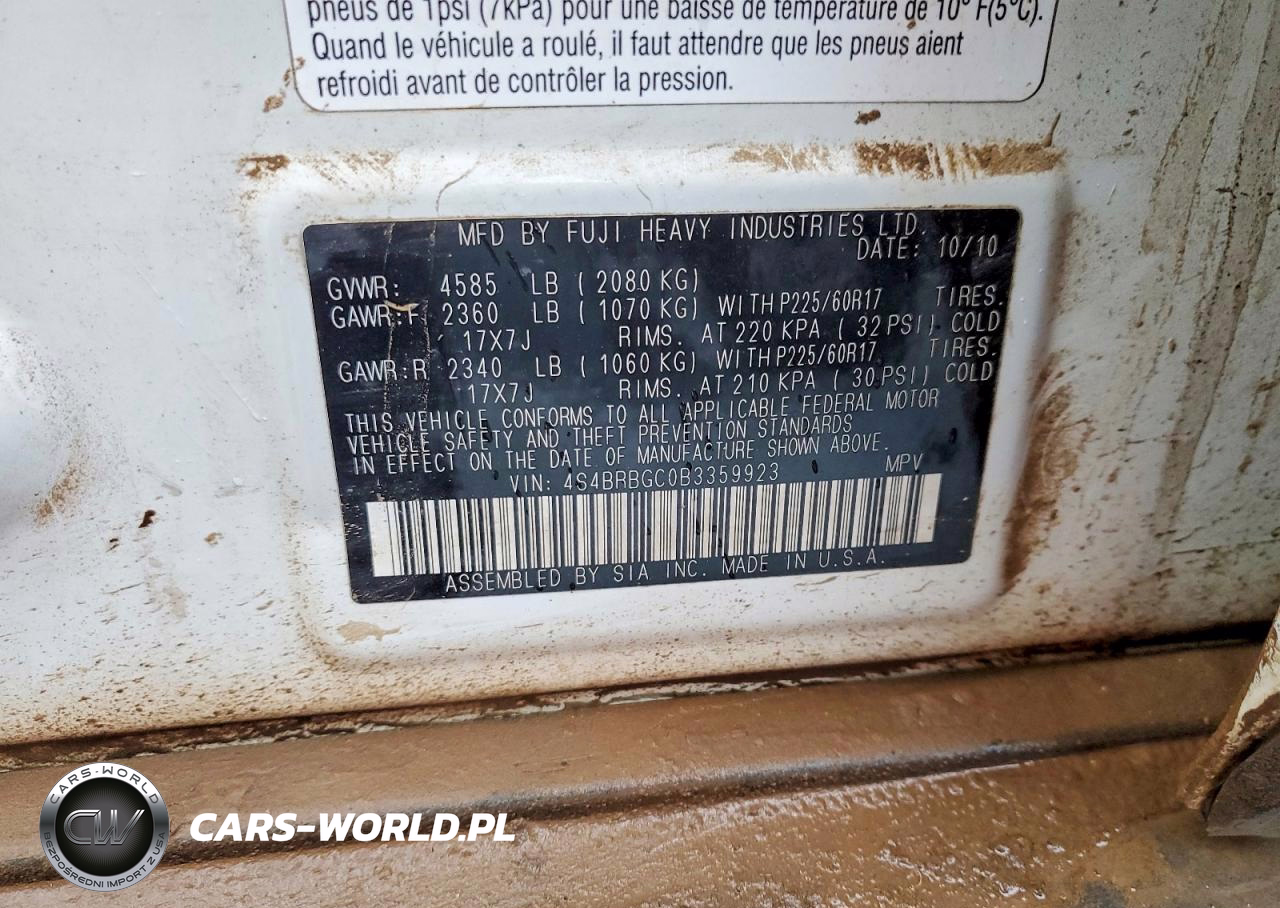 pneus de 1psi (7kPa) pour une baisse de température de 10° F(5°C).
Quand le véhicule a roulé, il faut attendre que les pneus aient
refroidi avant de contrôler la pression.
MFD BY FUJI HEAVY INDUSTRIES LTD
DATE: 10/10
GVWR: 4585 LB ( 2080 KG)
GAWR:F 2360 LB ( 1070 KG) WITH P225/60R17 TIRES.
17X7J RIMS. AT 220 KPA ( 32 PSI) COLD
GAWR:R 2340 LB ( 1060 KG) WITH P225/60R17 TIRES.
17X7J RIMS. AT 210 KPA ( 30 PSI) COLD
THIS VEHICLE CONFORMS TO ALL APPLICABLE FEDERAL MOTOR
VEHICLE SAFETY AND THEFT PREVENTION STANDARDS
IN EFFECT ON THE DATE OF MANUFACTURE SHOWN ABOVE.
VIN: 4S4BRBGC0B3359923 MPV
ASSEMBLED BY SIA INC. MADE IN U.S.A.
CARS-WORLD
CW
BEZPOŚREDNI IMPORT Z USA
CARS-WORLD.PL